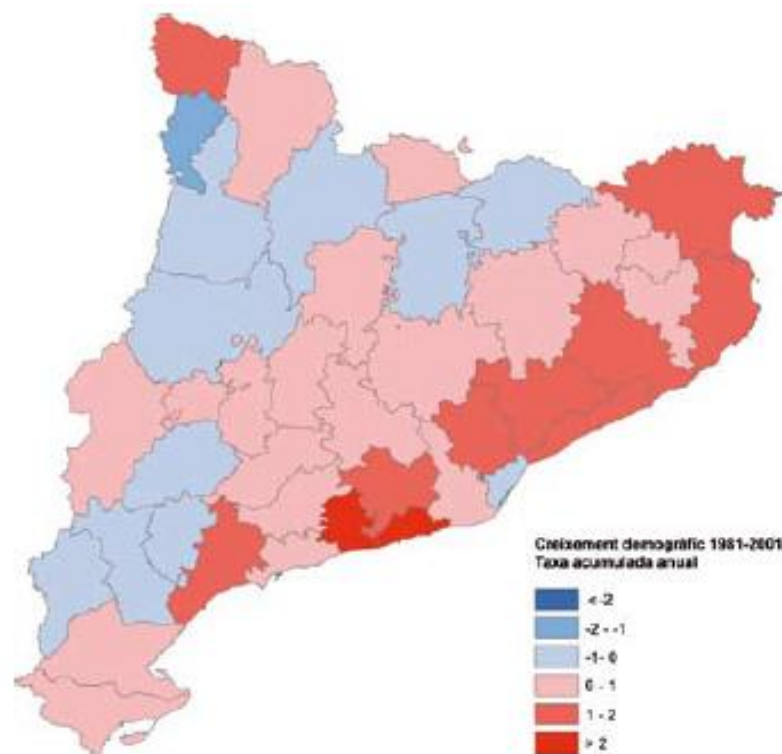 Creixement demogràfic 1981-2001
Taxa acumulada anual
< -2
-2 - -1
-1 - 0
0 - 1
1 - 2
> 2